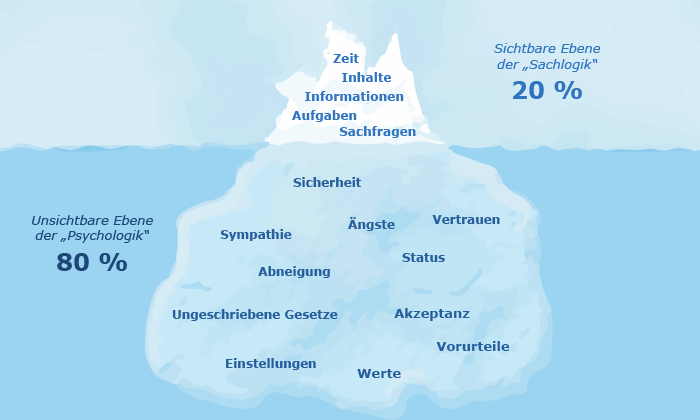 Zeit
Inhalte
Informationen
Aufgaben
Sachfragen
Sichtbare Ebene
der „Sachlogik“
20 %
Unsichtbare Ebene
der „Psychologik“
80 %
Sicherheit
Vertrauen
Ängste
Sympathie
Status
Abneigung
Ungeschriebene Gesetze
Akzeptanz
Vorurteile
Einstellungen
Werte